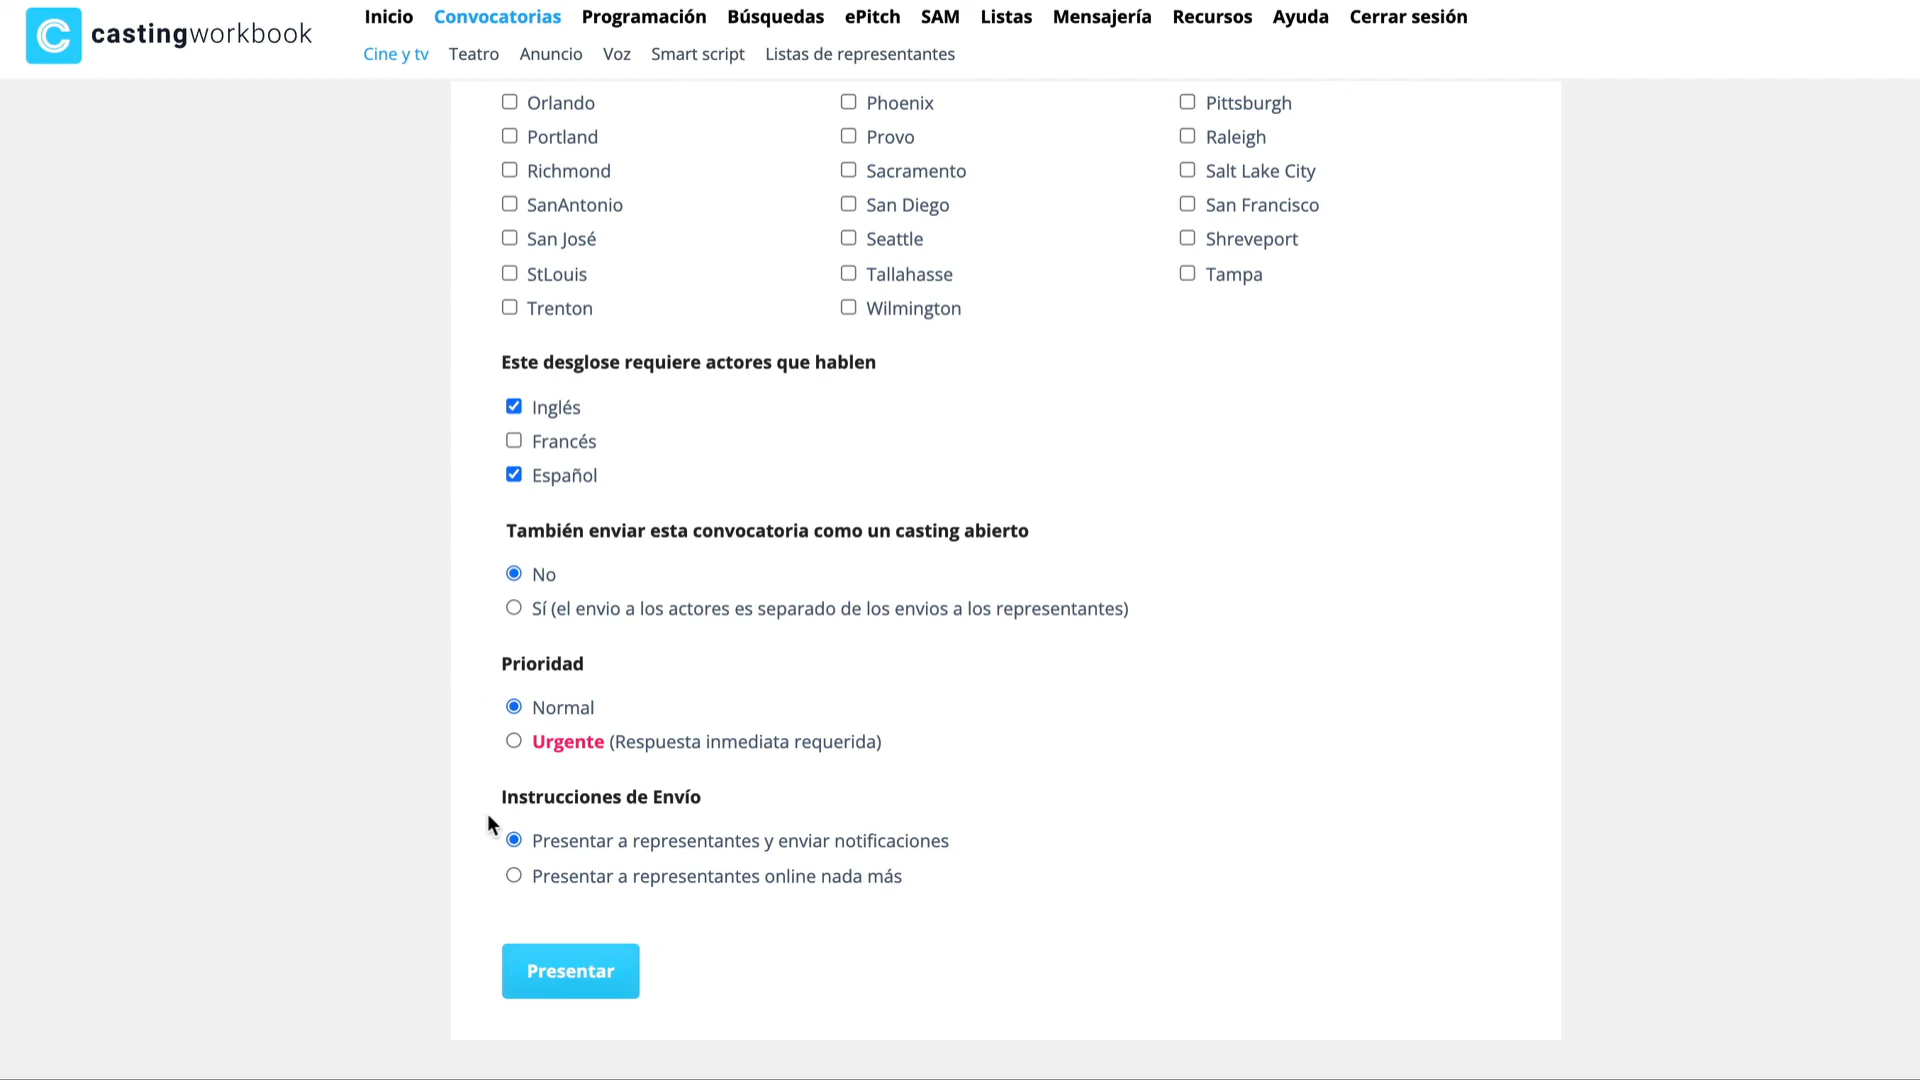 castingworkbook
Inicio Convocatorias Programación Búsquedas ePitch SAM Listas Mensajería Recursos Ayuda Cerrar sesión
Cine y tv Teatro Anuncio Voz Smart script Listas de representantes
Orlando Phoenix Pittsburgh
Portland Provo Raleigh
Richmond Sacramento Salt Lake City
SanAntonio San Diego San Francisco
San José Seattle Shreveport
StLouis Tallahasse Tampa
Trenton Wilmington
Este desglose requiere actores que hablen
Inglés
Francés
Español
También enviar esta convocatoria como un casting abierto
No
Sí (el envio a los actores es separado de los envios a los representantes)
Prioridad
Normal
Urgente (Respuesta inmediata requerida)
Instrucciones de Envío
Presentar a representantes y enviar notificaciones
Presentar a representantes online nada más
Presentar